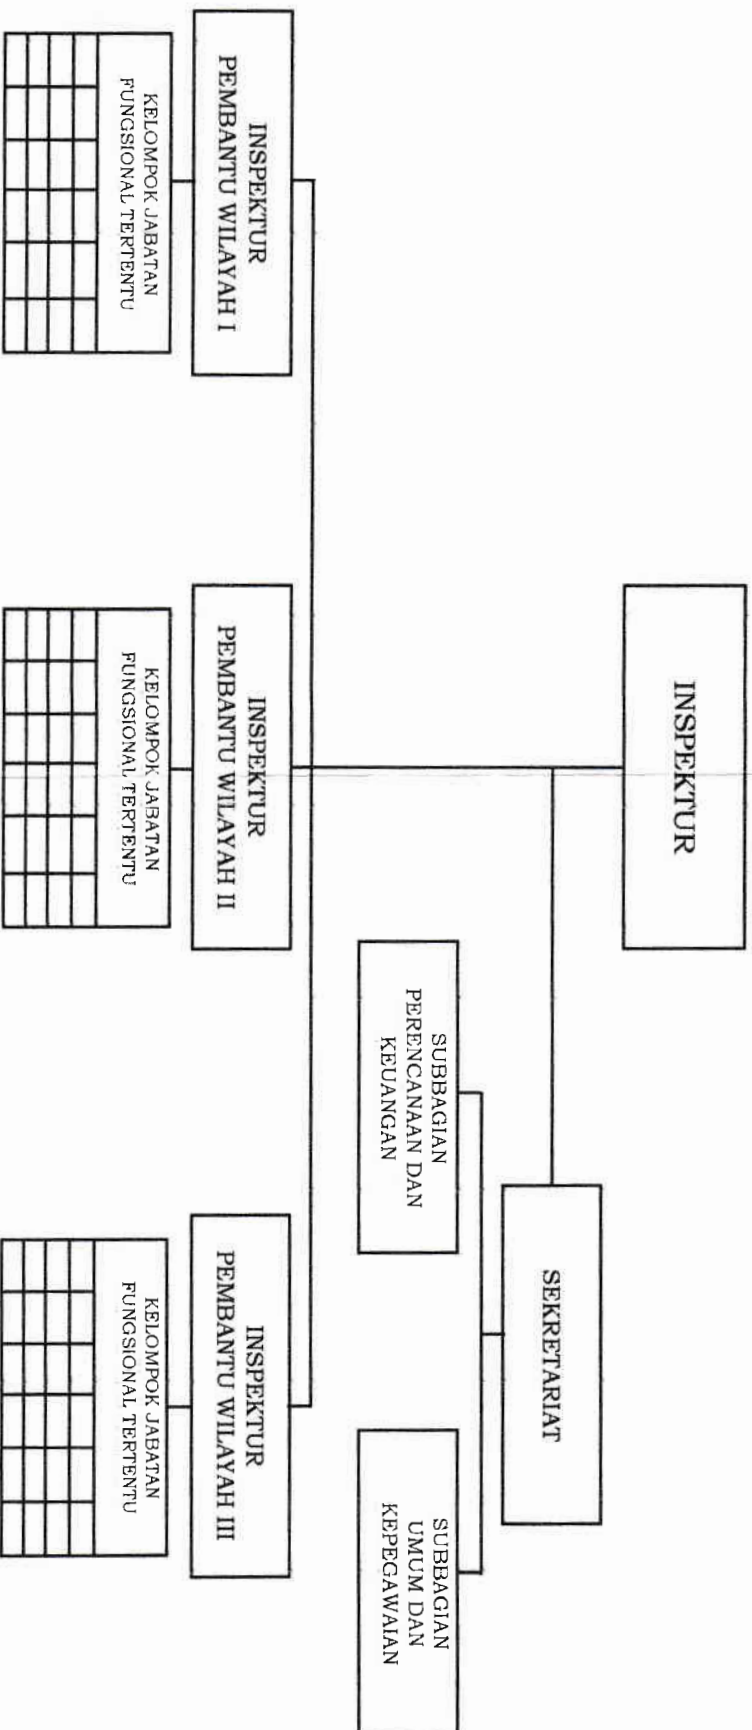 INSPEKTUR
SEKRETARIAT
SUBBAGIAN
PERENCANAAN DAN
KEUANGAN
SUBBAGIAN
UMUM DAN
KEPEGAWAIAN
INSPEKTUR
PEMBANTU WILAYAH I
INSPEKTUR
PEMBANTU WILAYAH II
INSPEKTUR
PEMBANTU WILAYAH III
KELOMPOK JABATAN
FUNGSIONAL TERTENTU
KELOMPOK JABATAN
FUNGSIONAL TERTENTU
KELOMPOK JABATAN
FUNGSIONAL TERTENTU